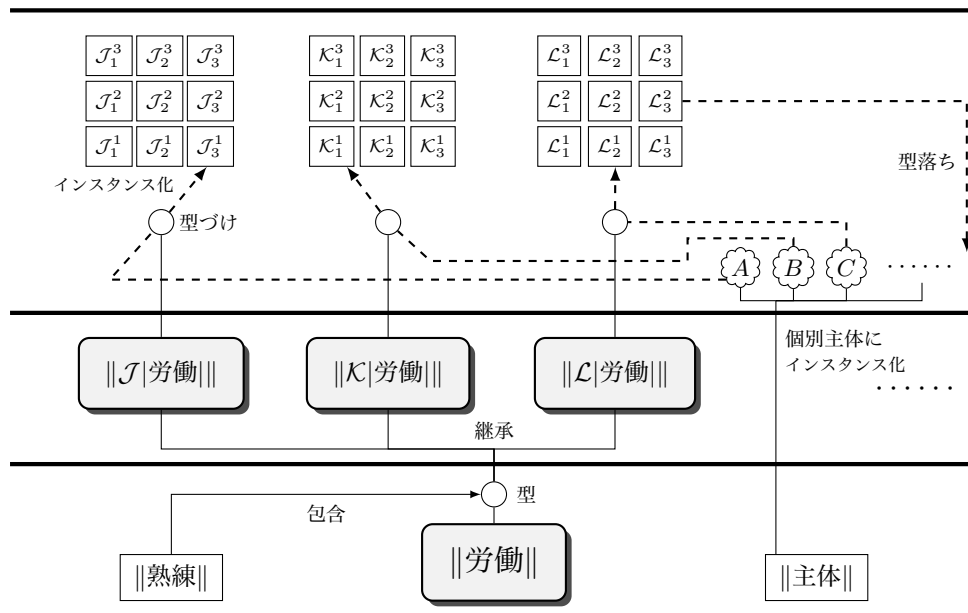 𝒥₁³ 𝒥₂³ 𝒥₃³ 𝒦₁³ 𝒦₂³ 𝒦₃³ ℒ₁³ ℒ₂³ ℒ₃³
𝒥₁² 𝒥₂² 𝒥₃² 𝒦₁² 𝒦₂² 𝒦₃² ℒ₁² ℒ₂² ℒ₃²
𝒥₁¹ 𝒥₂¹ 𝒥₃¹ 𝒦₁¹ 𝒦₂¹ 𝒦₃¹ ℒ₁¹ ℒ₂¹ ℒ₃¹
型落ち
インスタンス化
型づけ
A B C ······
個別主体に
インスタンス化
‖𝒥|労働|‖ ‖𝒦|労働|‖ ‖ℒ|労働|‖ ······
継承
型
包含
‖熟練‖ ‖労働‖ ‖主体‖